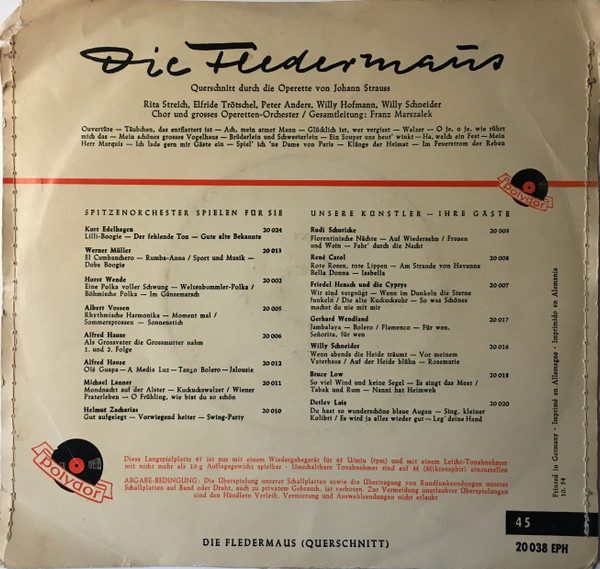 Die Fledermaus
Querschnitt durch die Operette von Johann Strauss
Rita Streich, Elfride Trötschel, Peter Anders, Willy Hofmann, Willy Schneider
Chor und grosses Operetten-Orchester / Gesamtleitung: Franz Marszalek
Ouvertüre — Täubchen, das entflattert ist — Ach, mein armer Mann — Glücklich ist, wer vergisst — Walzer — O je, o je, wie rührt
mich das — Mein schönes grosses Vogelhaus — Brüderlein und Schwesterlein — Ein Souper uns heut' winkt — Ha, welch ein Fest — Mein
Herr Marquis — Ich lade gern mir Gäste ein — Spiel' ich 'ne Dame von Paris — Klänge der Heimat — Im Feuerstrom der Reben
Polydor
SPITZENORCHESTER SPIELEN FÜR SIE
Kurt Edelhagen 20 024
Lilli-Boogie — Der fehlende Ton — Gute alte Bekannte
Werner Müller 20 013
El Cumbanchero — Rumba-Anna / Sport und Musik —
Dobs Boogie
Horst Wende 20 002
Eine Polka voller Schwung — Weltenbummler-Polka /
Böhmische Polka — Im Gänsemarsch
Albert Vossen 20 005
Rhythmische Harmonika — Moment mal /
Sommersprossen — Sonnenstich
Alfred Hause 20 006
Als Grossvater die Grossmutter nahm
1. und 2. Folge
Alfred Hause 20 012
Olé Guapa — A Media Luz — Tango Bolero — Jalousie
Michael Lanner 20 011
Mondnacht auf der Alster — Kuckuckswalzer / Wiener
Praterleben — O Frühling, wie bist du so schön
Helmut Zacharias 20 010
Gut aufgelegt — Vorwiegend heiter — Swing-Party
UNSERE KÜNSTLER — IHRE GÄSTE
Rudi Schuricke 20 003
Florentinische Nächte — Auf Wiedersehn / Frauen
und Wein — Fahr' durch die Nacht
René Carol 20 008
Rote Rosen, rote Lippen — Am Strande von Havanna
Bella Donna — Isabella
Friedel Hensch und die Cyprys 20 007
Wir sind vergnügt — Wenn im Dunkeln die Sterne
funkeln / Die alte Kuckucksuhr — So was Schönes
machst du nie mit mir
Gerhard Wendland 20 017
Jambalaya — Bolero / Flamenco — Für wen,
Señorita, für wen
Willy Schneider 20 016
Wenn abends die Heide träumt — Vor meinem
Vaterhaus / Auf der Heide blühn — Rosemarie
Bruce Low 20 018
So viel Wind und keine Segel — Es singt das Meer /
Tabak und Rum — Nanni hat Heimweh
Detlev Lais 20 020
Du hast so wunderschöne blaue Augen — Sing, kleiner
Kolibri / Es wird ja alles wieder gut — Leg' deine Hand
Printed in Germany · Imprimé en Allemagne · Imprimido en Alemania
10. 54
Polydor
Diese Langspielplatte 45 ist nur mit einem Wiedergabegerät für 45 U/min (rpm) und mit einem Leicht-Tonabnehmer
mit nicht mehr als 10 g Auflagegewicht spielbar - Umschaltbare Tonabnehmer sind auf M (Mikrosaphir) einzustellen
ABGABE-BEDINGUNG: Die Überspielung unserer Schallplatten sowie die Übertragung von Rundfunksendungen unserer
Schallplatten auf Band oder Draht, auch zu privatem Gebrauch, ist verboten. Zur Vermeidung unerlaubter Überspielungen
sind den Händlern Verleih, Vermietung und Auswahlsendungen nicht erlaubt
45
DIE FLEDERMAUS (QUERSCHNITT)
20 038 EPH